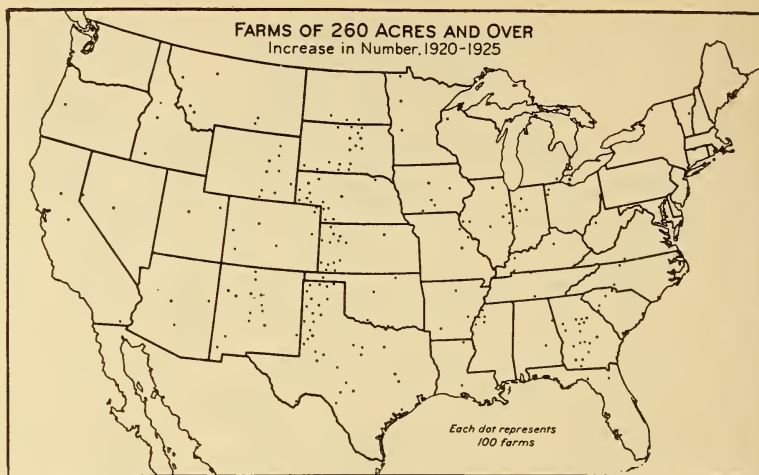 FARMS OF 260 ACRES AND OVER
Increase in Number, 1920-1925
Each dot represents
100 farms